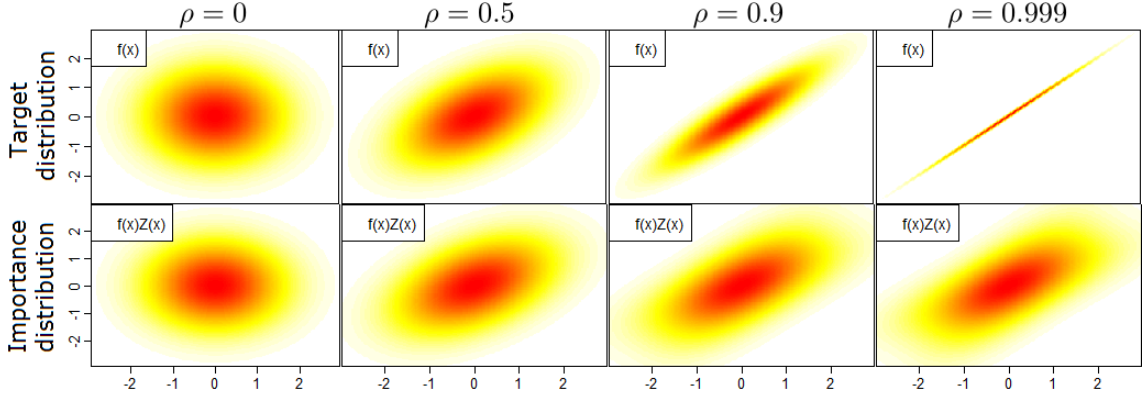 ρ = 0 ρ = 0.5 ρ = 0.9 ρ = 0.999
Target
distribution
f(x) f(x) f(x) f(x)
2
1
0
-1
-2
Importance
distribution
f(x)Z(x) f(x)Z(x) f(x)Z(x) f(x)Z(x)
2
1
0
-1
-2
-2 -1 0 1 2 -2 -1 0 1 2 -2 -1 0 1 2 -2 -1 0 1 2